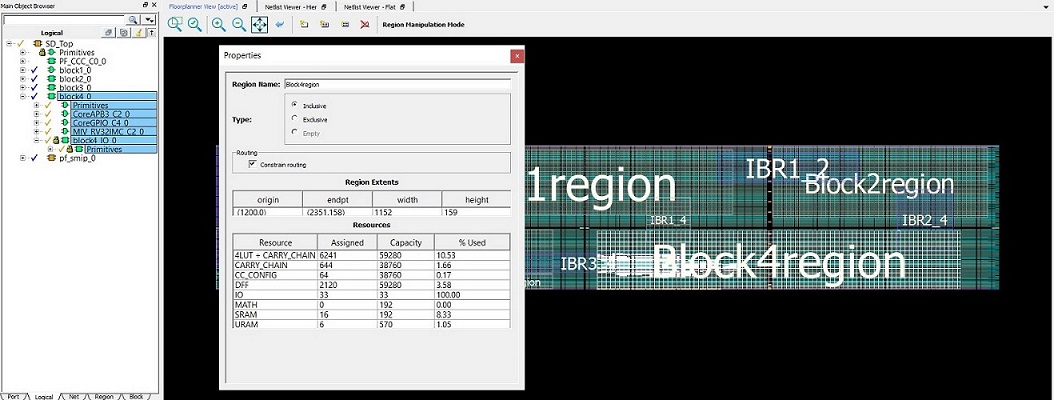 Main Object Browser
Floorplanner View [active]
Netlist Viewer - Hier
Netlist Viewer - Flat
Region Manipulation Mode
Logical
SD_Top
Primitives
PF_CCC_C0_0
block1_0
block2_0
block3_0
block4_0
Primitives
CoreAPB3_C2_0
CoreGPIO_C4_0
MIV_RV32IMC_C2_0
block4_IO_0
Primitives
pf_smip_0
Port Logical Net Region Block
Properties
Region Name: Block4region
Type:
Inclusive
Exclusive
Empty
Routing
Constrain routing
Region Extents
origin endpt width height
(1200.0) (2351.158) 1152 159
Resources
Resource Assigned Capacity % Used
4LUT + CARRY_CHAIN 6241 59280 10.53
CARRY_CHAIN 644 38760 1.66
CC_CONFIG 64 38760 0.17
DFF 2120 59280 3.58
IO 33 33 100.00
MATH 0 192 0.00
SRAM 16 192 8.33
URAM 6 570 1.05
1region
IBR1_2
Block2region
IBR1_4
IBR2_4
IBR3
Block4region